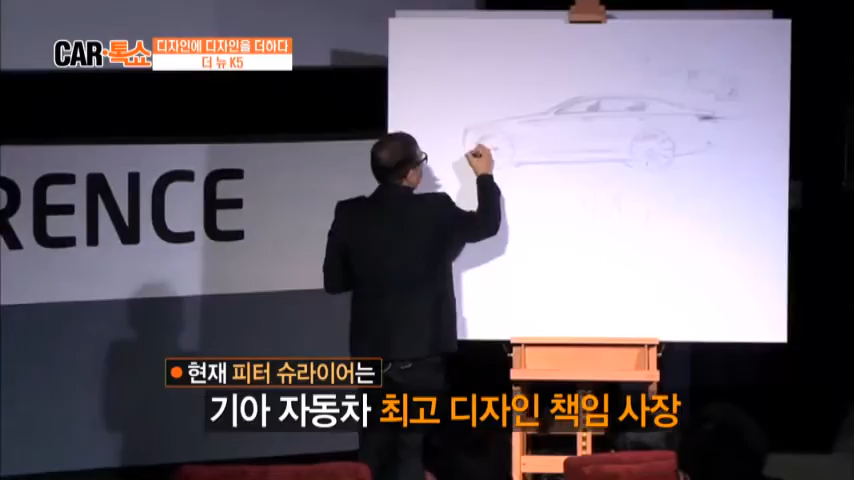 CAR·톡쇼
디자인에 디자인을 더하다
더 뉴 K5
RENCE
현재 피터 슈라이어는
기아 자동차 최고 디자인 책임 사장